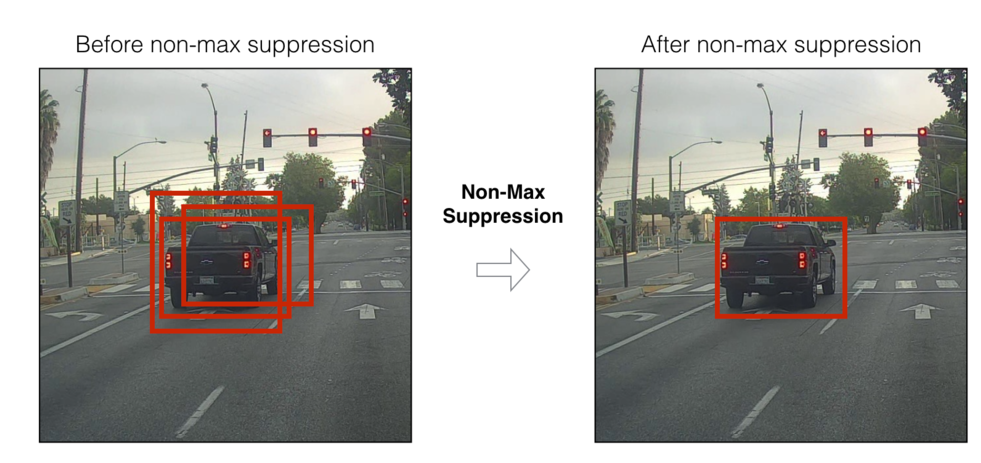 Before non-max suppression
After non-max suppression
Non-Max
Suppression